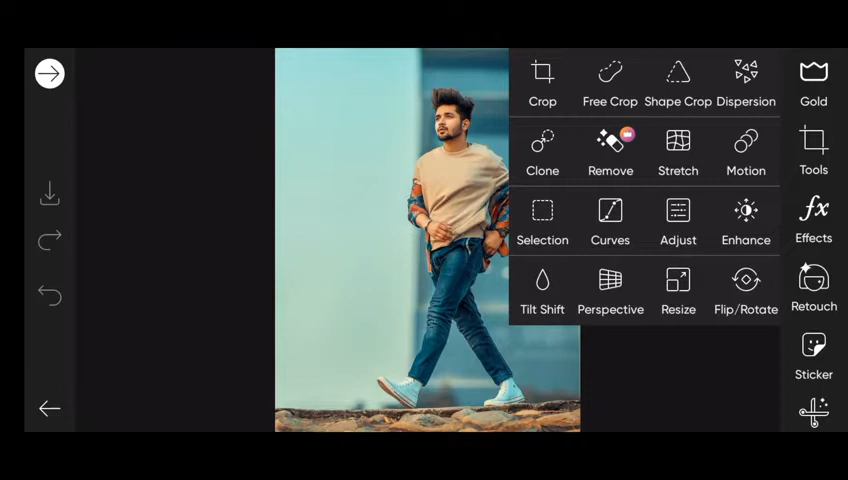 Crop Free Crop Shape Crop Dispersion
Clone Remove Stretch Motion
Selection Curves Adjust Enhance
Tilt Shift Perspective Resize Flip/Rotate
Gold
Tools
fx
Effects
Retouch
Sticker